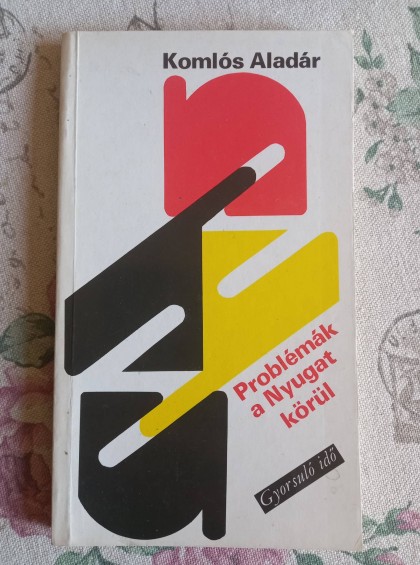 Komlós Aladár
Problémák
a Nyugat
körül
Gyorsuló idő